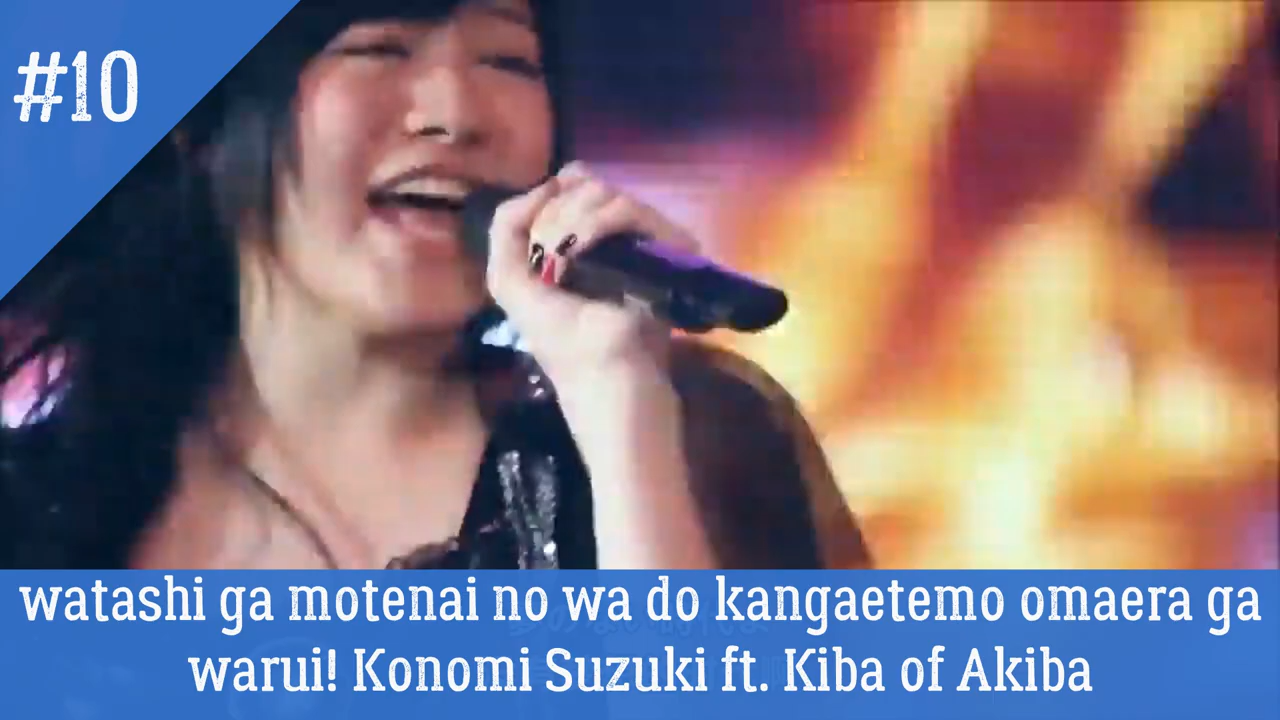 #10
watashi ga motenai no wa do kangaetemo omaera ga
warui! Konomi Suzuki ft. Kiba of Akiba